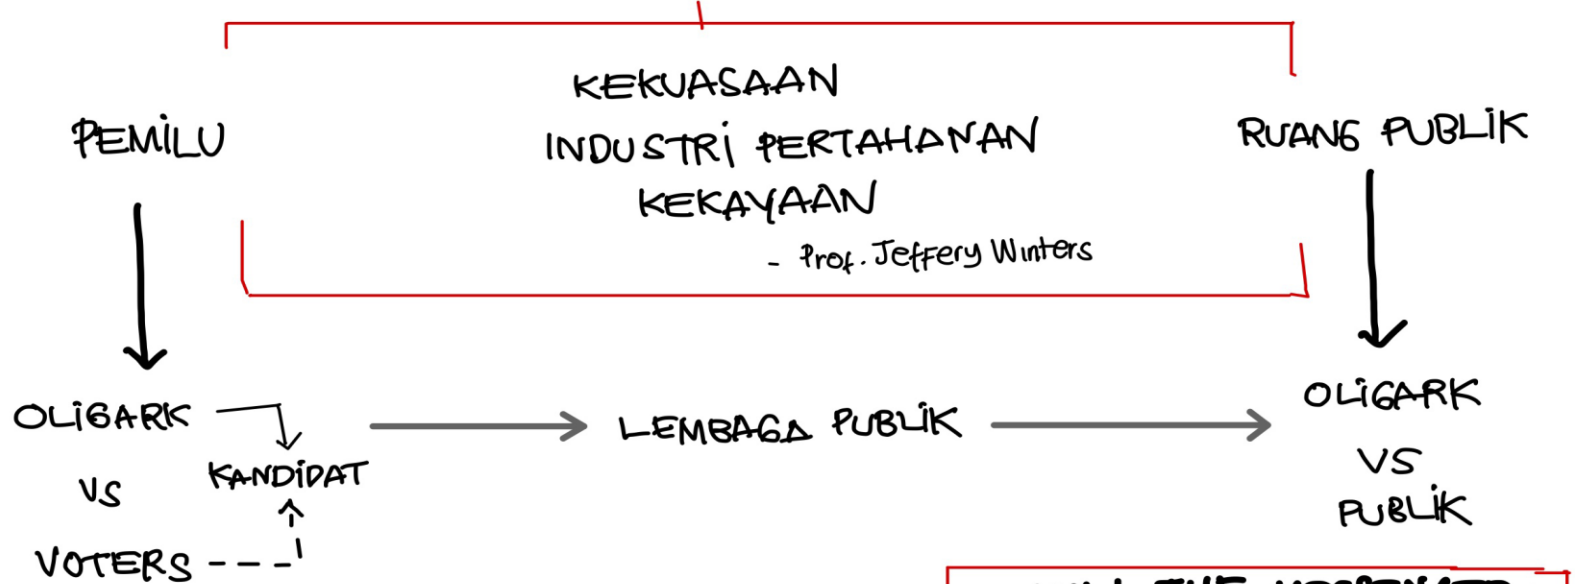 KEKUASAAN
PEMILU
INDUSTRI PERTAHANAN
RUANG PUBLIK
KEKAYAAN
- Prof. Jeffery Winters
OLIGARK
KANDIDAT
VS
VOTERS
LEMBAGA PUBLIK
OLIGARK
VS
PUBLIK